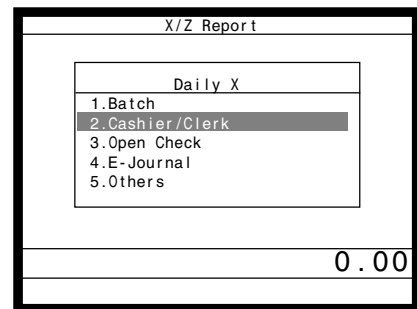 X/Z Report
Daily X
1.Batch
2.Cashier/Clerk
3.Open Check
4.E-Journal
5.Others
0.00